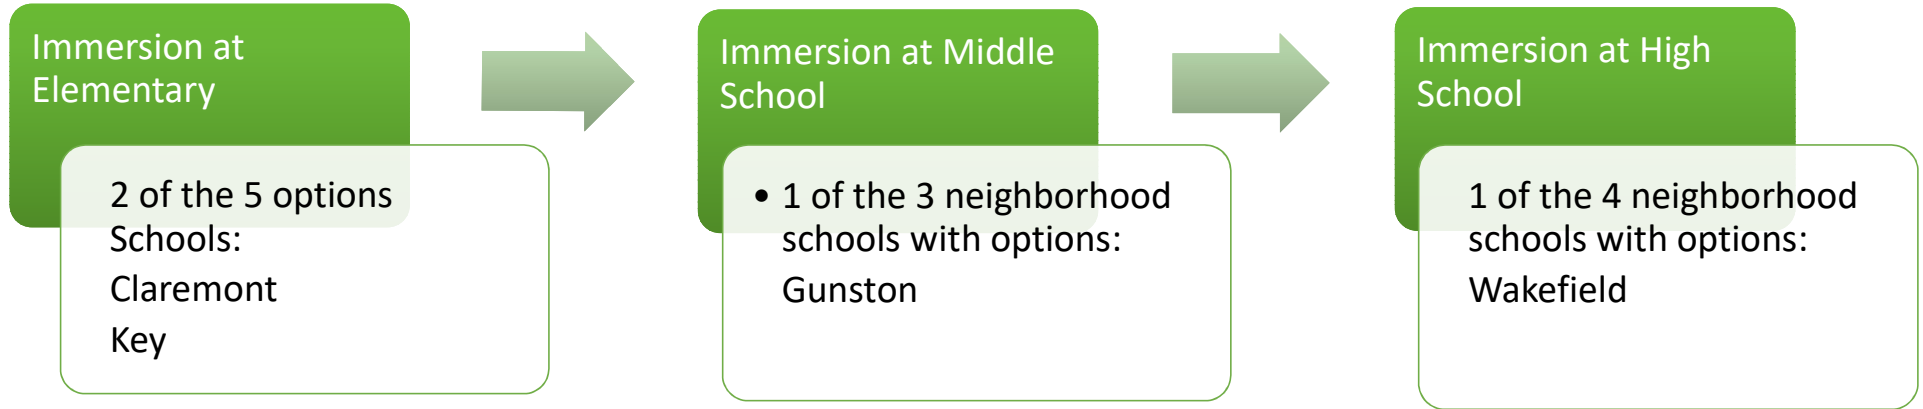 Immersion at
Elementary
2 of the 5 options
Schools:
Claremont
Key
Immersion at Middle
School
• 1 of the 3 neighborhood
schools with options:
Gunston
Immersion at High
School
1 of the 4 neighborhood
schools with options:
Wakefield